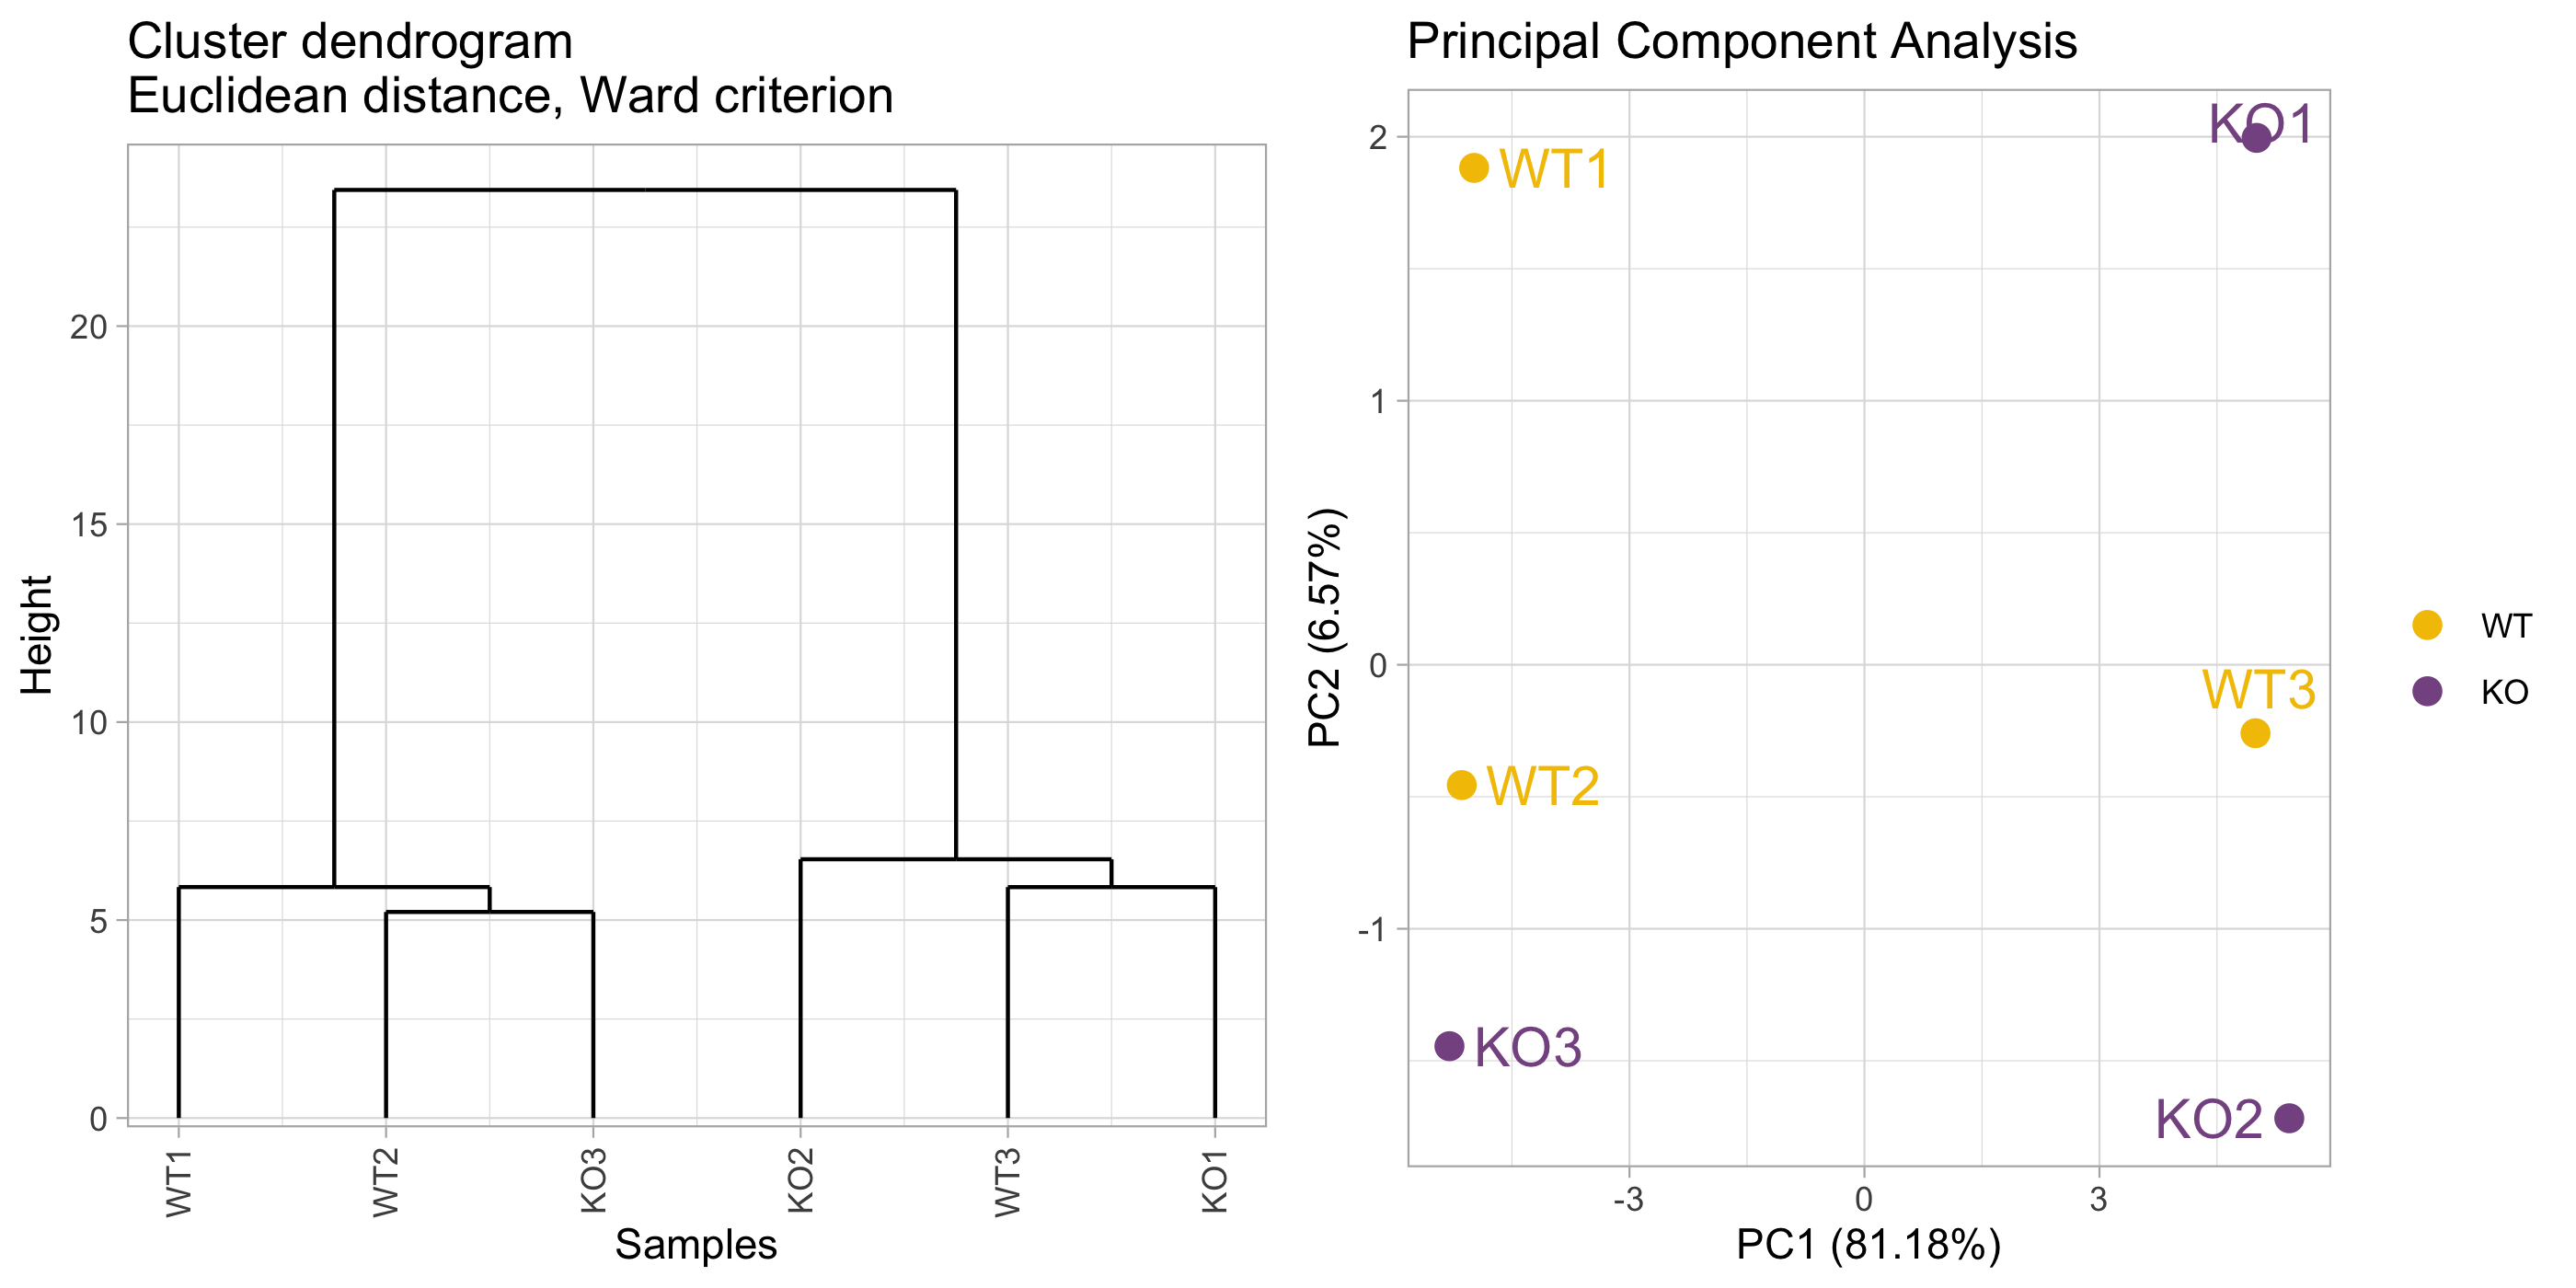 Cluster dendrogram
Euclidean distance, Ward criterion
Height
20
15
10
5
0
WT1
WT2
KO3
KO2
WT3
KO1
Samples
Principal Component Analysis
PC2 (6.57%)
2
1
0
-1
KO1
WT1
WT3
WT2
KO3
KO2
-3
0
3
PC1 (81.18%)
WT
KO